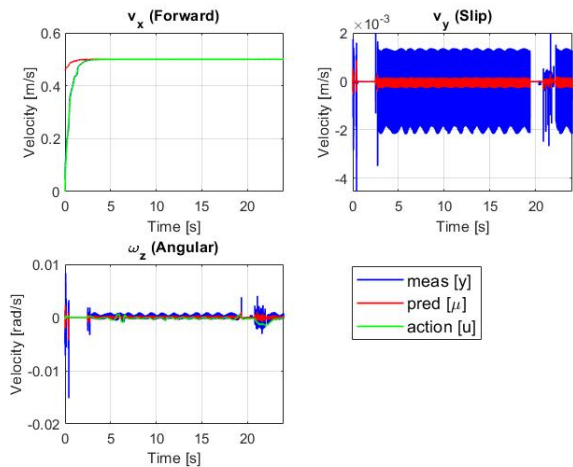 v_x (Forward)
v_y (Slip)
×10^-3
Velocity [m/s]
0.6
0.4
0.2
0
0 5 10 15 20
Time [s]
Velocity [m/s]
2
0
-2
-4
0 5 10 15 20
Time [s]
ω_z (Angular)
Velocity [rad/s]
0.01
0
-0.01
-0.02
0 5 10 15 20
Time [s]
meas [y]
pred [μ]
action [u]